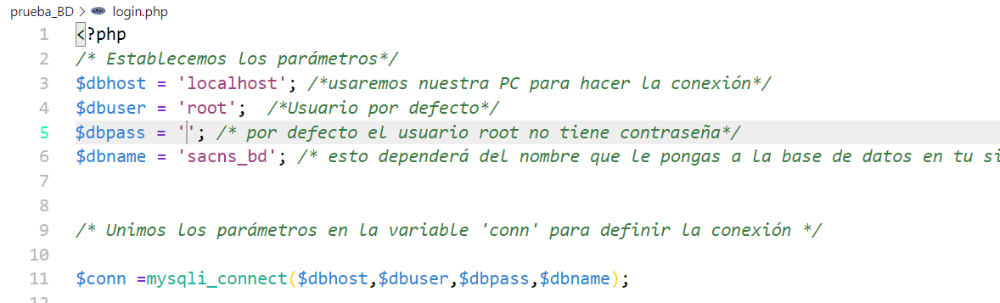 prueba_BD > login.php
1 <?php
2 /* Establecemos los parámetros*/
3 $dbhost = 'localhost'; /*usaremos nuestra PC para hacer la conexión*/
4 $dbuser = 'root';  /*Usuario por defecto*/
5 $dbpass = ''; /* por defecto el usuario root no tiene contraseña*/
6 $dbname = 'sacns_bd'; /* esto dependerá del nombre que le pongas a la base de datos en tu si
7
8
9 /* Unimos los parámetros en la variable 'conn' para definir la conexión */
10
11 $conn =mysqli_connect($dbhost,$dbuser,$dbpass,$dbname);
12